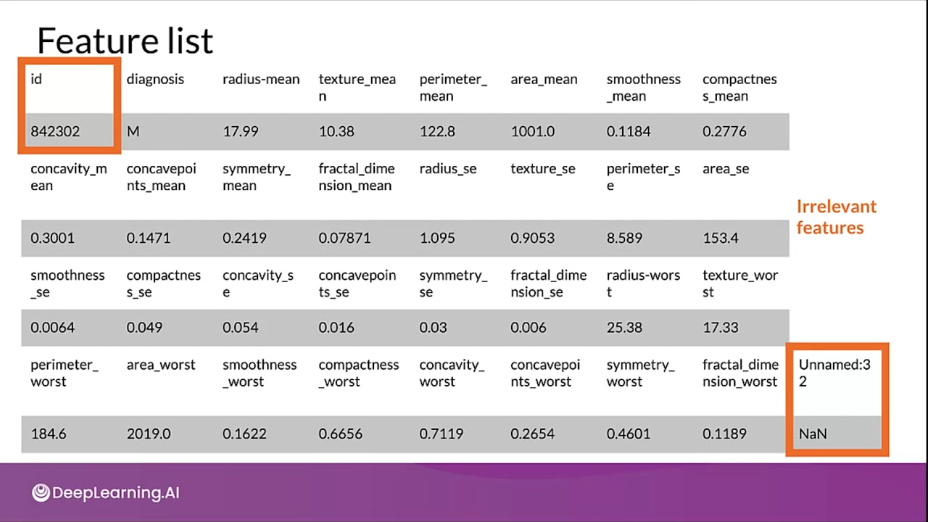 Feature list
id diagnosis radius-mean texture_mea perimeter_ area_mean smoothness compactnes
n mean _mean s_mean
842302 M 17.99 10.38 122.8 1001.0 0.1184 0.2776
concavity_m concavepoi symmetry_ fractal_dime radius_se texture_se perimeter_s area_se
ean nts_mean mean nsion_mean e
Irrelevant
features
0.3001 0.1471 0.2419 0.07871 1.095 0.9053 8.589 153.4
smoothness compactnes concavity_s concavepoin symmetry_ fractal_dime radius-wors texture_wor
_se s_se e ts_se se nsion_se t st
0.0064 0.049 0.054 0.016 0.03 0.006 25.38 17.33
perimeter_ area_worst smoothness compactness concavity_ concavepoi symmetry_ fractal_dime Unnamed:3
worst _worst _worst worst nts_worst worst nsion_worst 2
184.6 2019.0 0.1622 0.6656 0.7119 0.2654 0.4601 0.1189 NaN
DeepLearning.AI